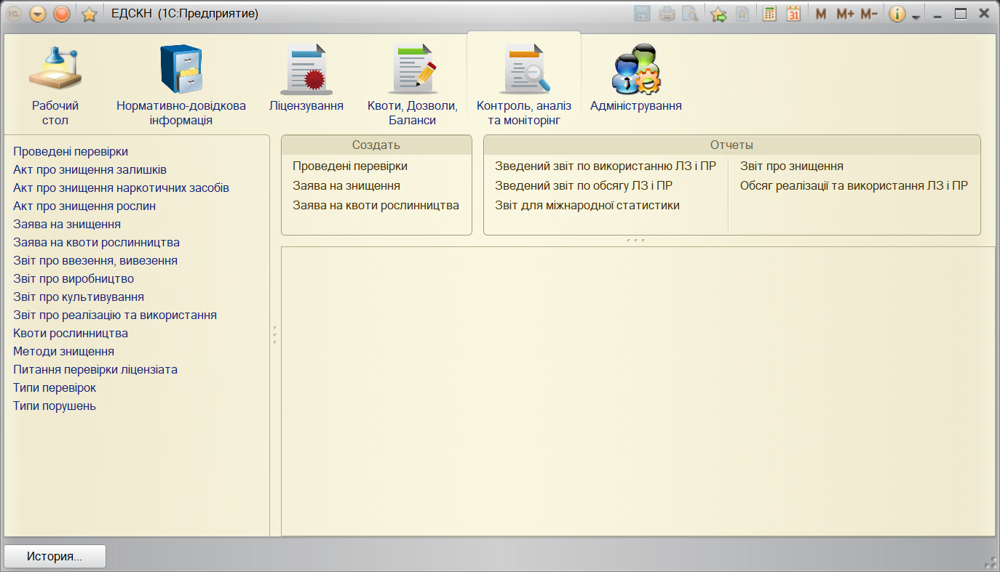 ЕДСКН (1С:Предприятие)
31
M M+ M-
Рабочий
стол
Нормативно-довідкова
інформація
Ліцензування
Квоти, Дозволи,
Баланси
Контроль, аналіз
та моніторінг
Адміністрування
Проведені перевірки
Акт про знищення залишків
Акт про знищення наркотичних засобів
Акт про знищення рослин
Заява на знищення
Заява на квоти рослинництва
Звіт про ввезення, вивезення
Звіт про виробництво
Звіт про культивування
Звіт про реалізацію та використання
Квоти рослинництва
Методи знищення
Питання перевірки ліцензіата
Типи перевірок
Типи порушень
Создать
Проведені перевірки
Заява на знищення
Заява на квоти рослинництва
Отчеты
Зведений звіт по використанню ЛЗ і ПР
Зведений звіт по обсягу ЛЗ і ПР
Звіт для міжнародної статистики
Звіт про знищення
Обсяг реалізації та використання ЛЗ і ПР
История...